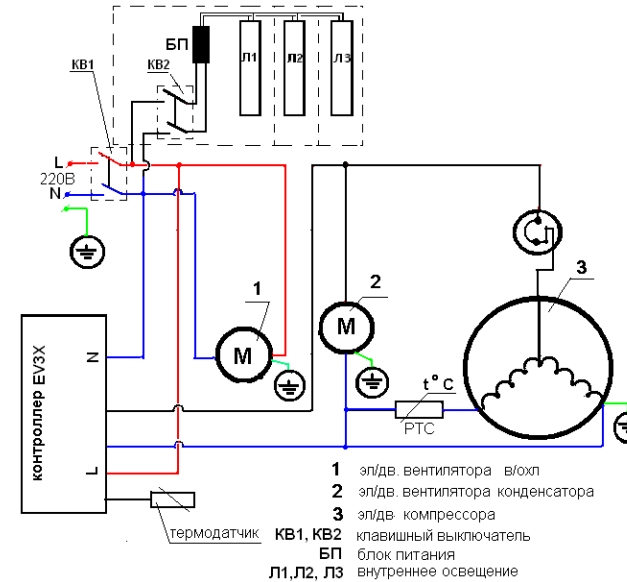 БП
Л1
Л2
Л3
КВ1
КВ2
L
220В
N
1
2
3
М
М
контроллер EV3X
N
L
t°C
РТС
термодатчик
1 эл/дв. вентилятора в/охл
2 эл/дв. вентилятора конденсатора
3 эл/дв компрессора
КВ1, КВ2 клавишный выключатель
БП блок питания
Л1,Л2, Л3 внутреннее освещение